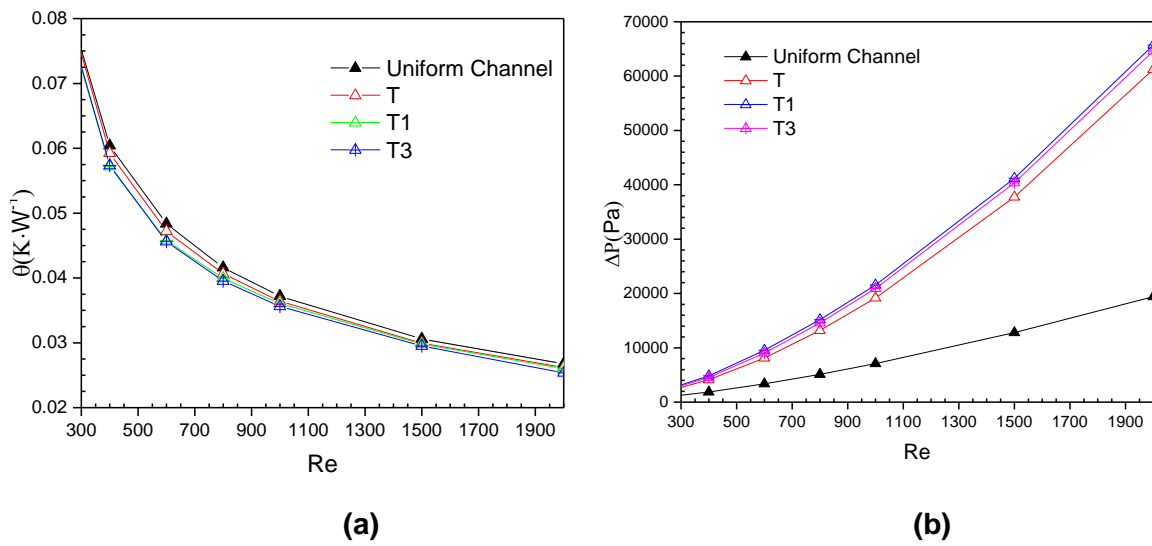 0.08
0.07
0.06
0.05
0.04
0.03
0.02
θ(K·W⁻¹)
Uniform Channel
T
T1
T3
300 500 700 900 1100 1300 1500 1700 1900
Re
(a)
70000
60000
50000
40000
30000
20000
10000
0
ΔP(Pa)
Uniform Channel
T
T1
T3
300 500 700 900 1100 1300 1500 1700 1900
Re
(b)